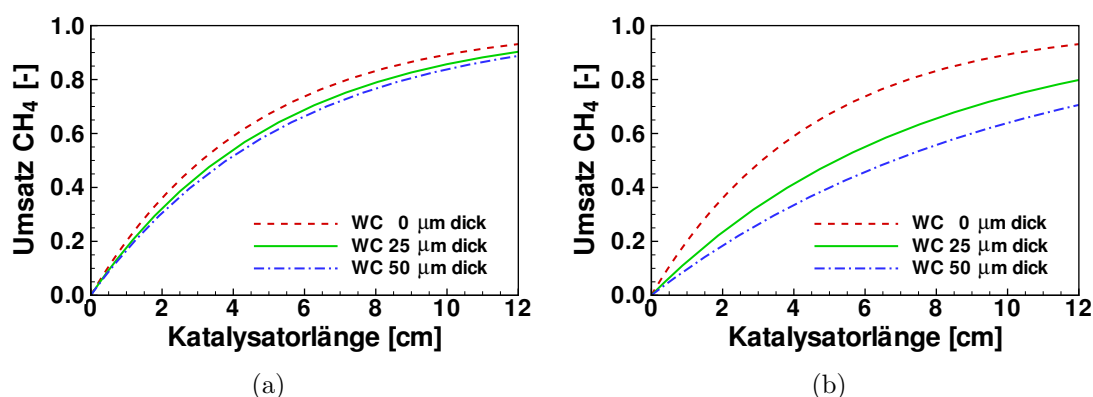 1.0
0.8
0.6
0.4
0.2
0.0
Umsatz CH4 [-]
WC 0 μm dick
WC 25 μm dick
WC 50 μm dick
0 2 4 6 8 10 12
Katalysatorlänge [cm]
(a)
1.0
0.8
0.6
0.4
0.2
0.0
Umsatz CH4 [-]
WC 0 μm dick
WC 25 μm dick
WC 50 μm dick
0 2 4 6 8 10 12
Katalysatorlänge [cm]
(b)